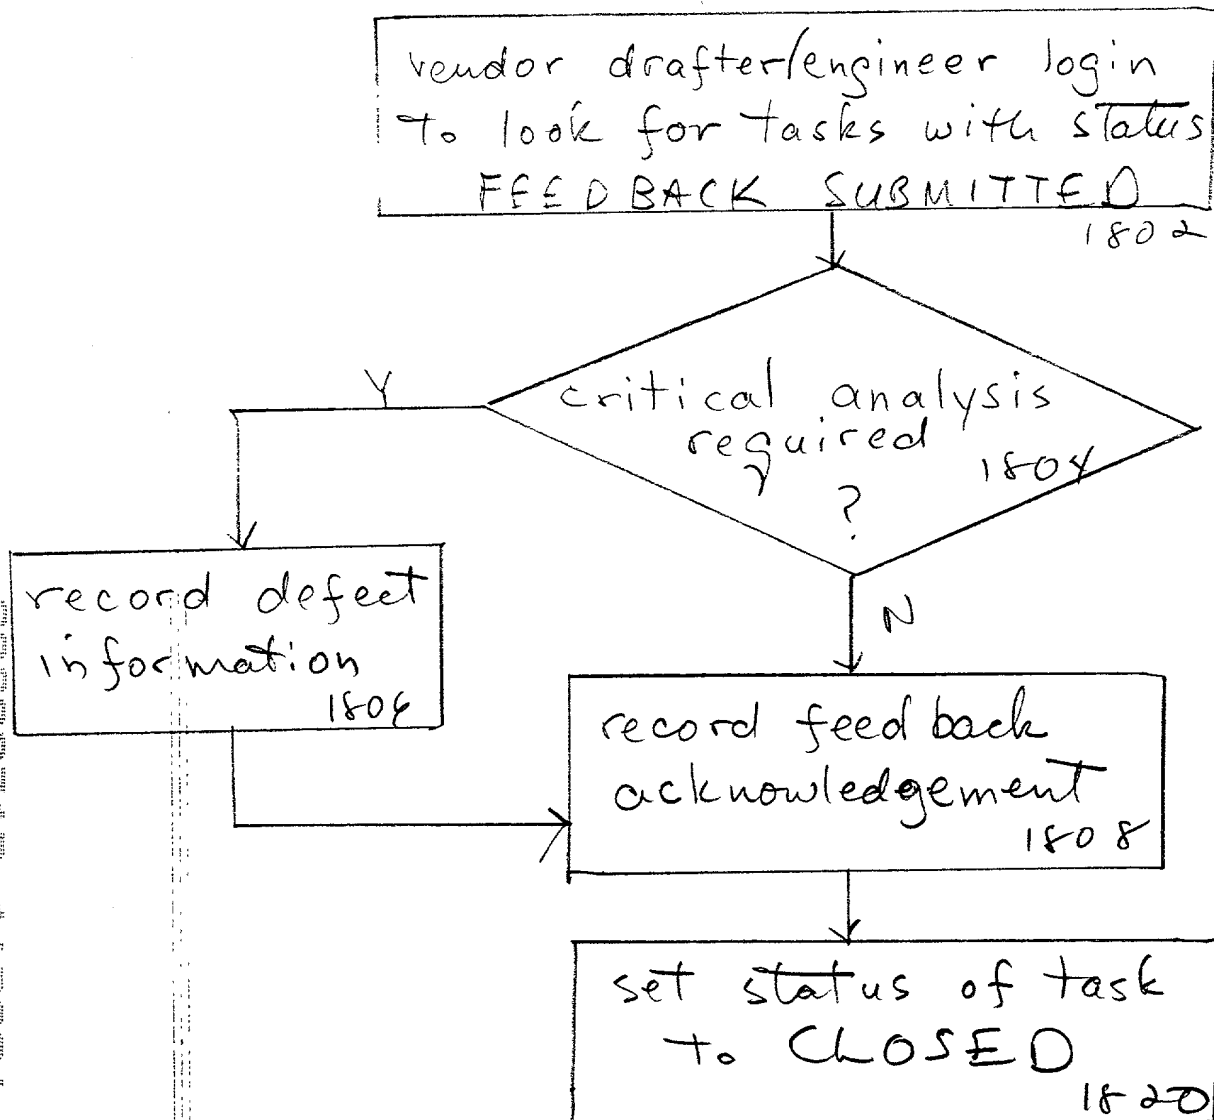 vendor drafter/engineer login
to look for tasks with status
FEEDBACK SUBMITTED
1802
Y
critical analysis
required
1804
?
N
record defect
information
1806
record feedback
acknowledgement
1808
set status of task
to CLOSED
1820